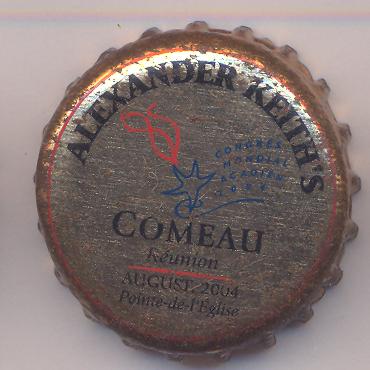 ALEXANDER KEITH'S
CONGRÈS
MONDIAL
ACADIEN
2004
COMEAU
Réunion
AUGUST 2004
Pointe-de-l'Église